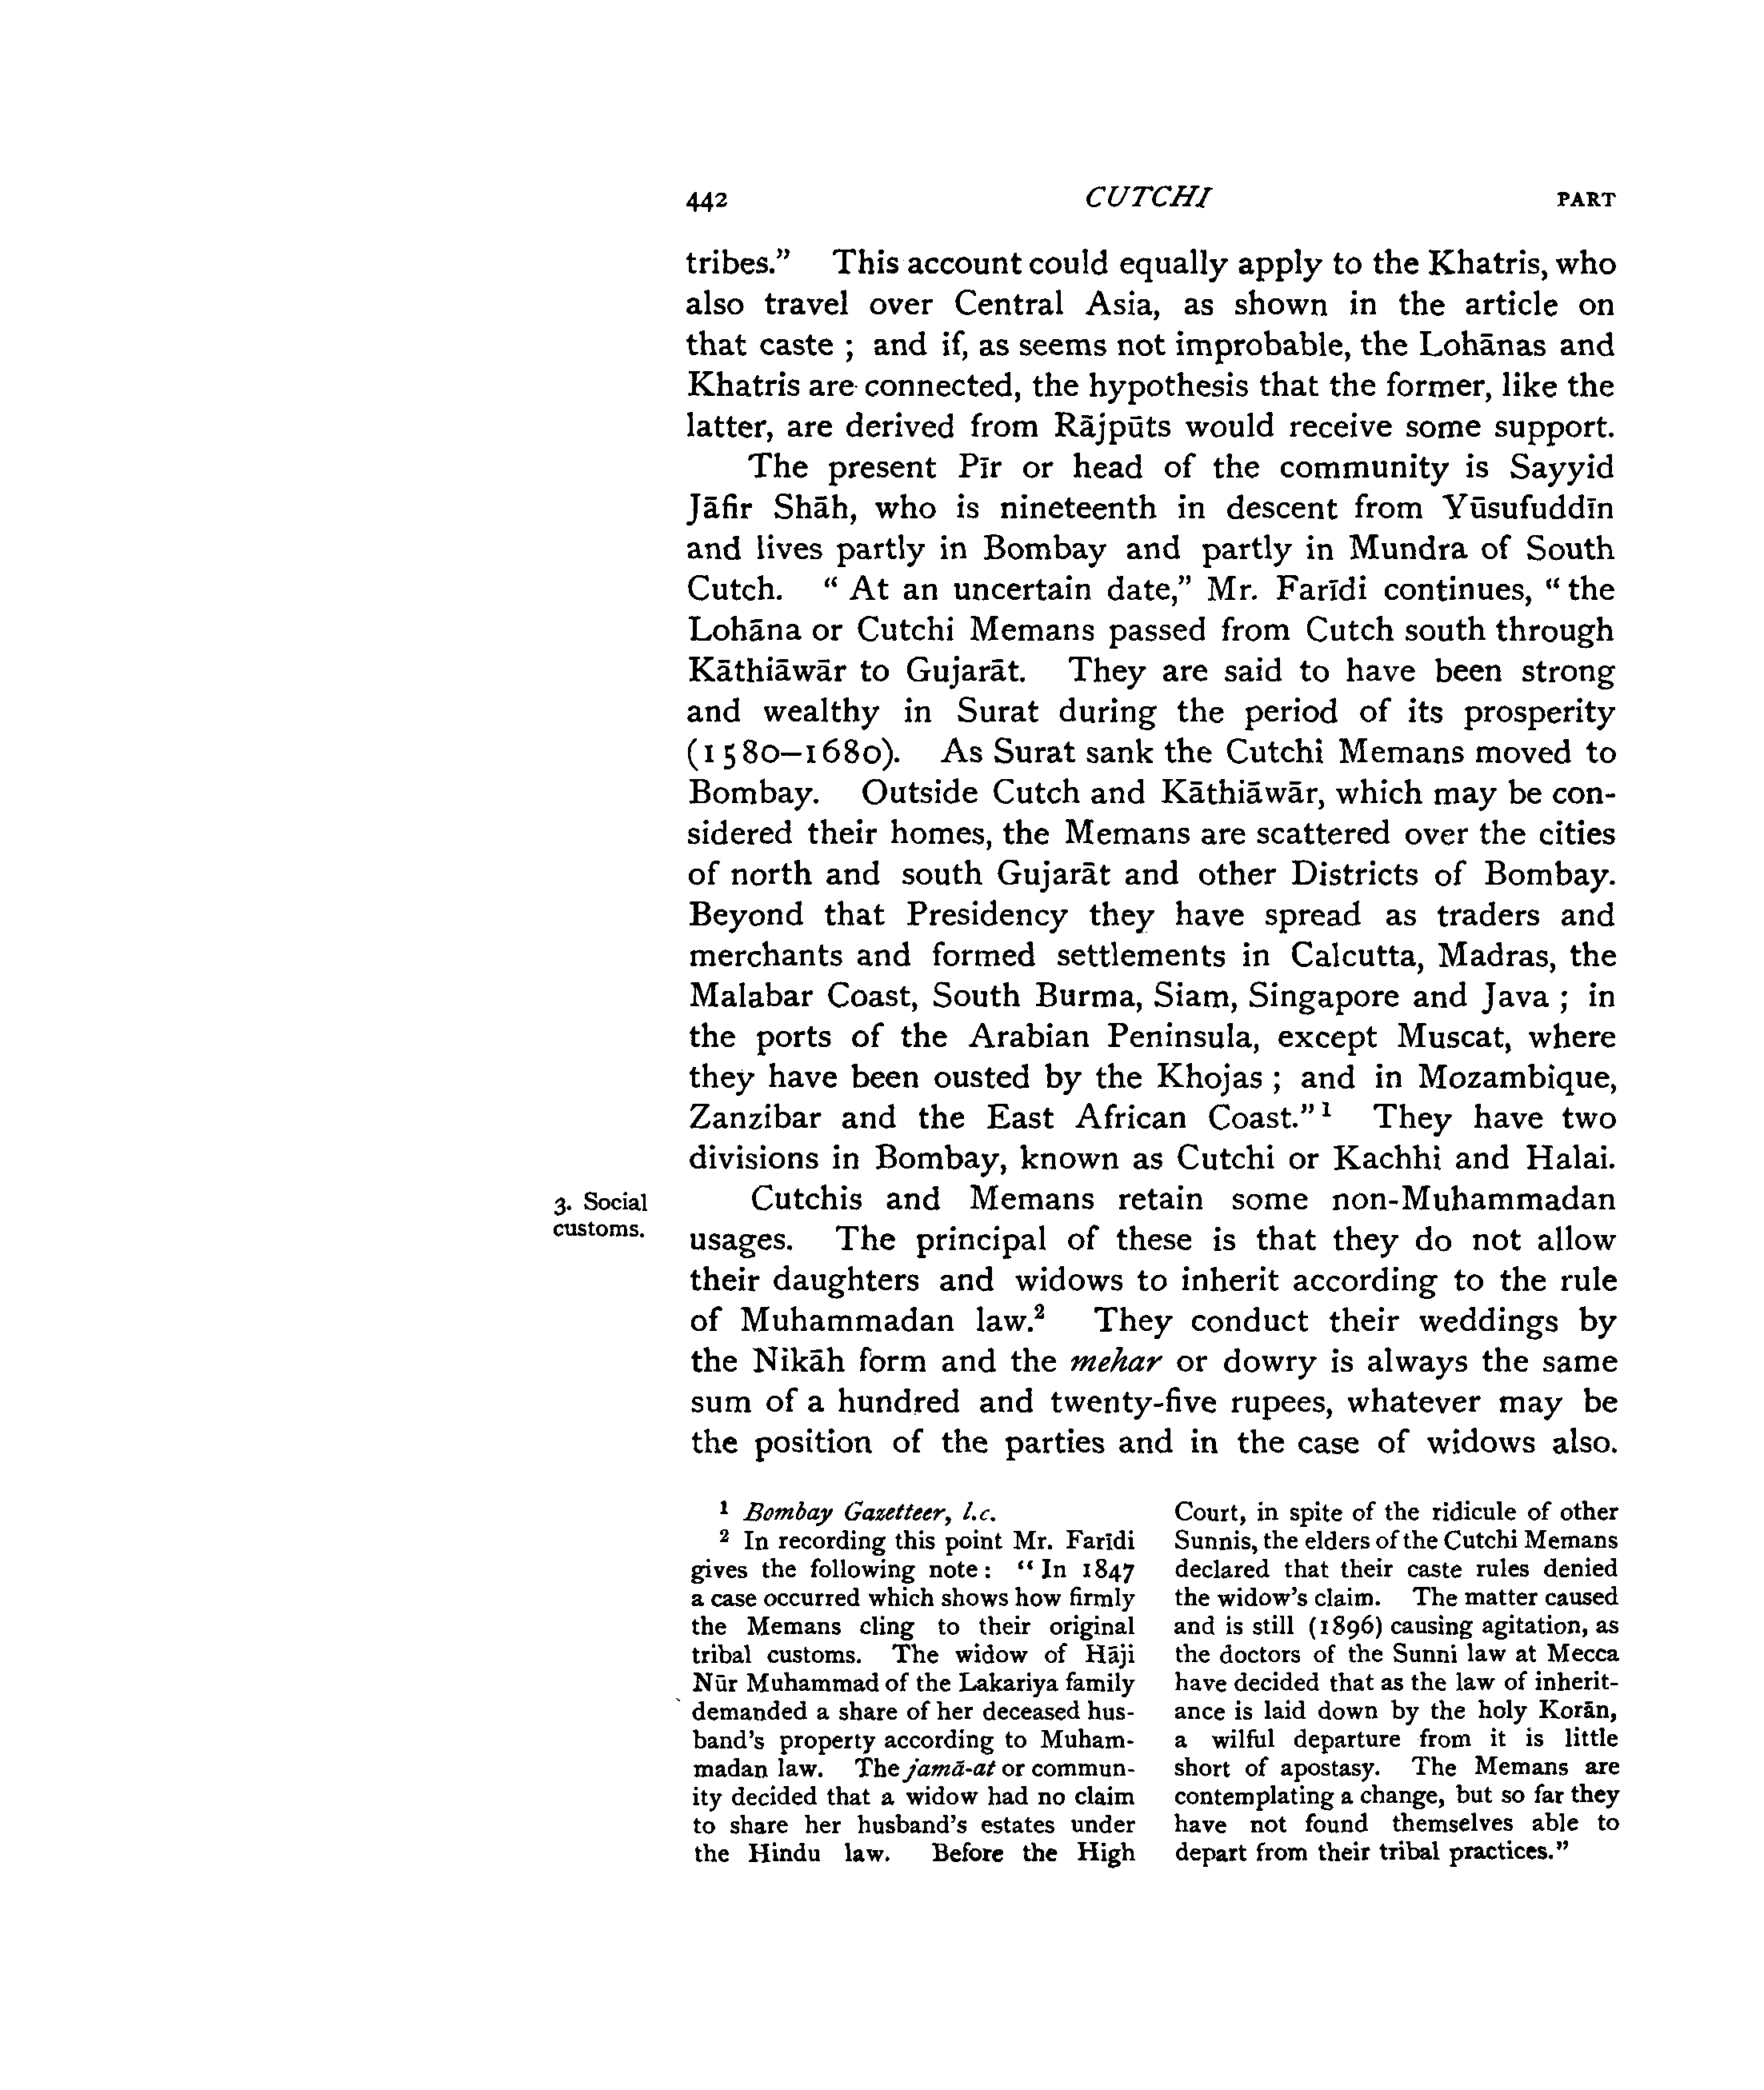 442 CUTCHI PART
tribes.” This account could equally apply to the Khatris, who
also travel over Central Asia, as shown in the article on
that caste ; and if, as seems not improbable, the Lohānas and
Khatris are connected, the hypothesis that the former, like the
latter, are derived from Rājpūts would receive some support.
The present Pīr or head of the community is Sayyid
Jāfir Shāh, who is nineteenth in descent from Yūsufuddīn
and lives partly in Bombay and partly in Mundra of South
Cutch. “ At an uncertain date,” Mr. Farīdi continues, “ the
Lohāna or Cutchi Memans passed from Cutch south through
Kāthiāwār to Gujarāt. They are said to have been strong
and wealthy in Surat during the period of its prosperity
(1580–1680). As Surat sank the Cutchi Memans moved to
Bombay. Outside Cutch and Kāthiāwār, which may be con-
sidered their homes, the Memans are scattered over the cities
of north and south Gujarāt and other Districts of Bombay.
Beyond that Presidency they have spread as traders and
merchants and formed settlements in Calcutta, Madras, the
Malabar Coast, South Burma, Siam, Singapore and Java ; in
the ports of the Arabian Peninsula, except Muscat, where
they have been ousted by the Khojas ; and in Mozambique,
Zanzibar and the East African Coast.” ¹ They have two
divisions in Bombay, known as Cutchi or Kachhi and Halai.
3. Social
customs.
Cutchis and Memans retain some non-Muhammadan
usages. The principal of these is that they do not allow
their daughters and widows to inherit according to the rule
of Muhammadan law.² They conduct their weddings by
the Nikāh form and the mehar or dowry is always the same
sum of a hundred and twenty-five rupees, whatever may be
the position of the parties and in the case of widows also.
¹ Bombay Gazetteer, l.c.
² In recording this point Mr. Farīdi
gives the following note : “ In 1847
a case occurred which shows how firmly
the Memans cling to their original
tribal customs. The widow of Hāji
Nūr Muhammad of the Lakariya family
demanded a share of her deceased hus-
band’s property according to Muham-
madan law. The jamā-at or commun-
ity decided that a widow had no claim
to share her husband’s estates under
the Hindu law. Before the High
Court, in spite of the ridicule of other
Sunnis, the elders of the Cutchi Memans
declared that their caste rules denied
the widow’s claim. The matter caused
and is still (1896) causing agitation, as
the doctors of the Sunni law at Mecca
have decided that as the law of inherit-
ance is laid down by the holy Korān,
a wilful departure from it is little
short of apostasy. The Memans are
contemplating a change, but so far they
have not found themselves able to
depart from their tribal practices.”